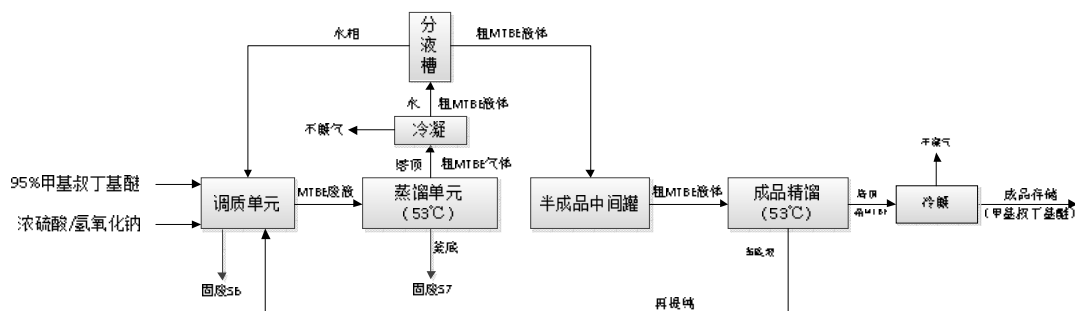 分液槽
水相
粗MTBE液体
水
粗MTBE液体
不凝气
冷凝
塔顶
粗MTBE气体
不凝气
95%甲基叔丁基醚
浓硫酸/氢氧化钠
调质单元
MTBE废液
蒸馏单元
(53℃)
半成品中间罐
粗MTBE液体
成品精馏
(53℃)
塔顶
冷凝
成品存储
(甲基叔丁基醚)
釜底
固废S6
固废S7
再提纯